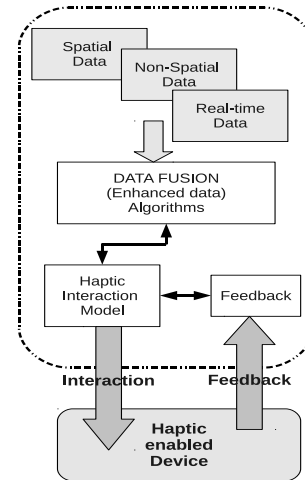 Spatial
Data
Non-Spatial
Data
Real-time
Data
DATA FUSION
(Enhanced data)
Algorithms
Haptic
Interaction
Model
Feedback
Interaction
Feedback
Haptic
enabled
Device